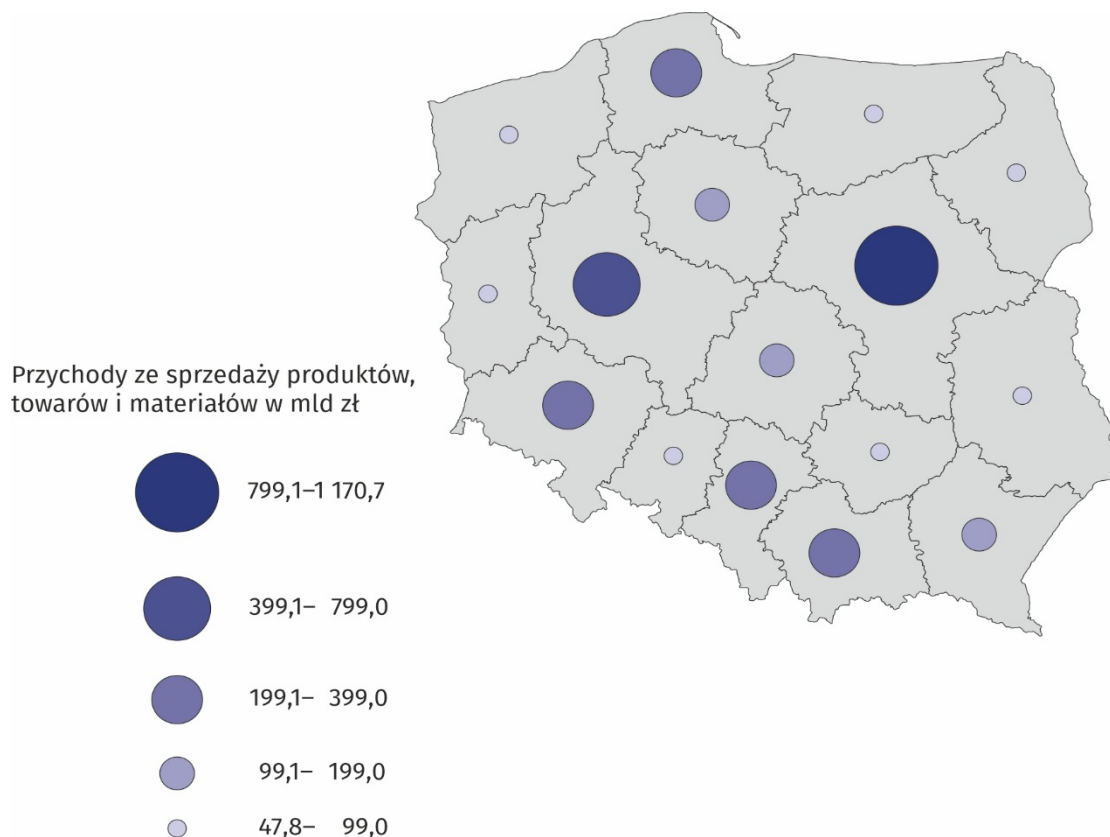 Przychody ze sprzedaży produktów,
towarów i materiałów w mld zł
799,1–1 170,7
399,1– 799,0
199,1– 399,0
99,1– 199,0
47,8– 99,0